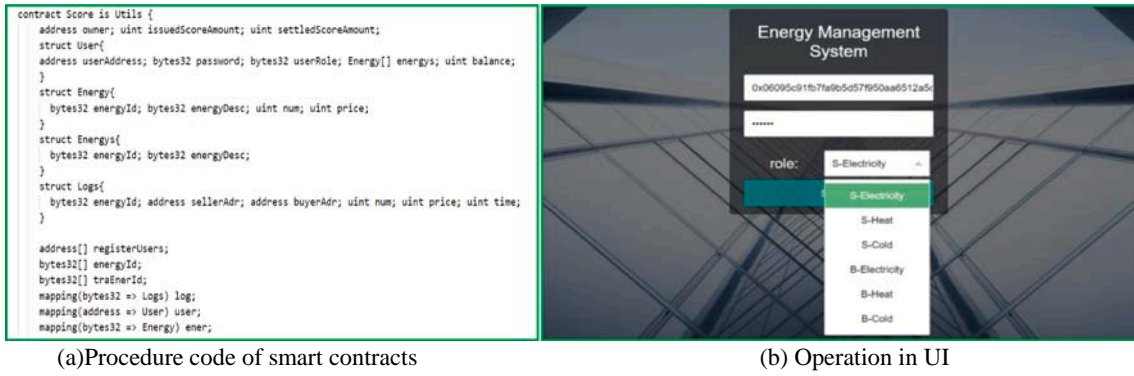 contract Score is Utils {
address owner; uint issuedScoreAmount; uint settledScoreAmount;
struct User{
address userAddress; bytes32 password; bytes32 userRole; Energy[] energys; uint balance;
}
struct Energy{
bytes32 energyId; bytes32 energyDesc; uint num; uint price;
}
struct Energys{
bytes32 energyId; bytes32 energyDesc;
}
struct Logs{
bytes32 energyId; address sellerAdr; address buyerAdr; uint num; uint price; uint time;
}
address[] registerUsers;
bytes32[] energyId;
bytes32[] traEnerId;
mapping(bytes32 => Logs) log;
mapping(address => User) user;
mapping(bytes32 => Energy) ener;
(a)Procedure code of smart contracts
Energy Management
System
0x06095c91fb7fa9b5d57f950aa6512a5
••••••
role:
S-Electricity
S
S-Electricity
S-Heat
S-Cold
B-Electricity
B-Heat
B-Cold
(b) Operation in UI